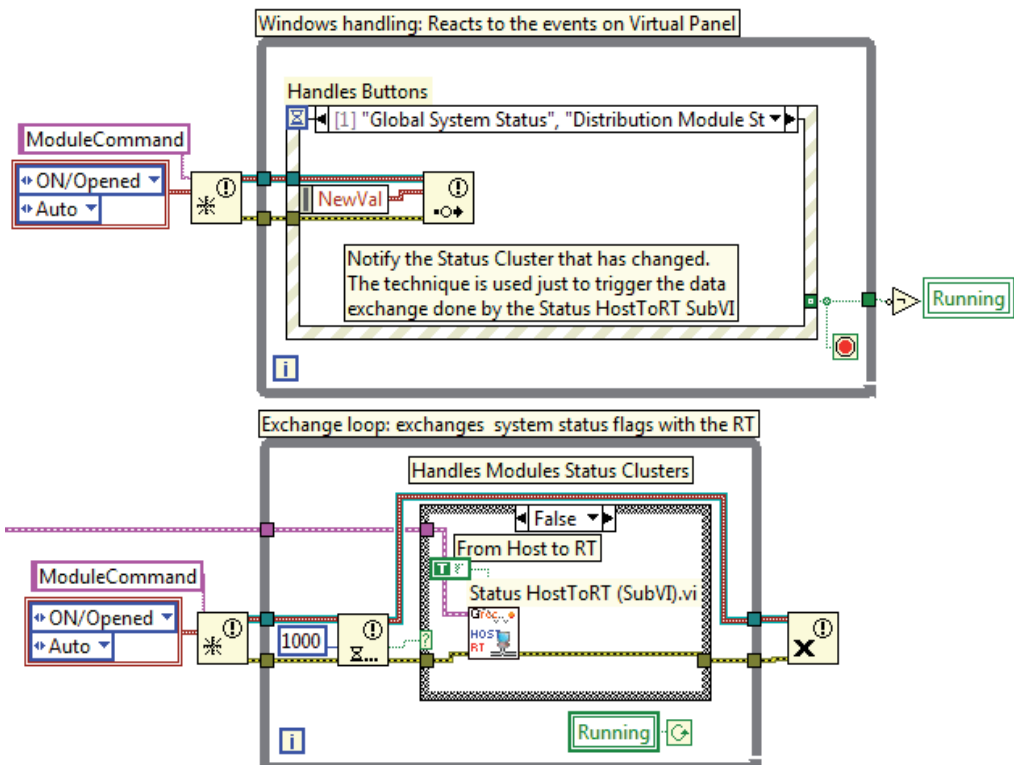 Windows handling: Reacts to the events on Virtual Panel
Handles Buttons
[1] "Global System Status", "Distribution Module St
ModuleCommand
ON/Opened
Auto
NewVal
Notify the Status Cluster that has changed.
The technique is used just to trigger the data
exchange done by the Status HostToRT SubVI
Running
i
Exchange loop: exchanges system status flags with the RT
Handles Modules Status Clusters
False
From Host to RT
T
ModuleCommand
Status HostToRT (SubVI).vi
ON/Opened
Auto
1000
?
HOST
RT
Running
i